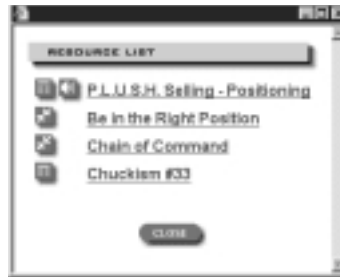 RESOURCE LIST
P.L.U.S.H. Selling - Positioning
Be in the Right Position
Chain of Command
Chuckism #33
CLOSE